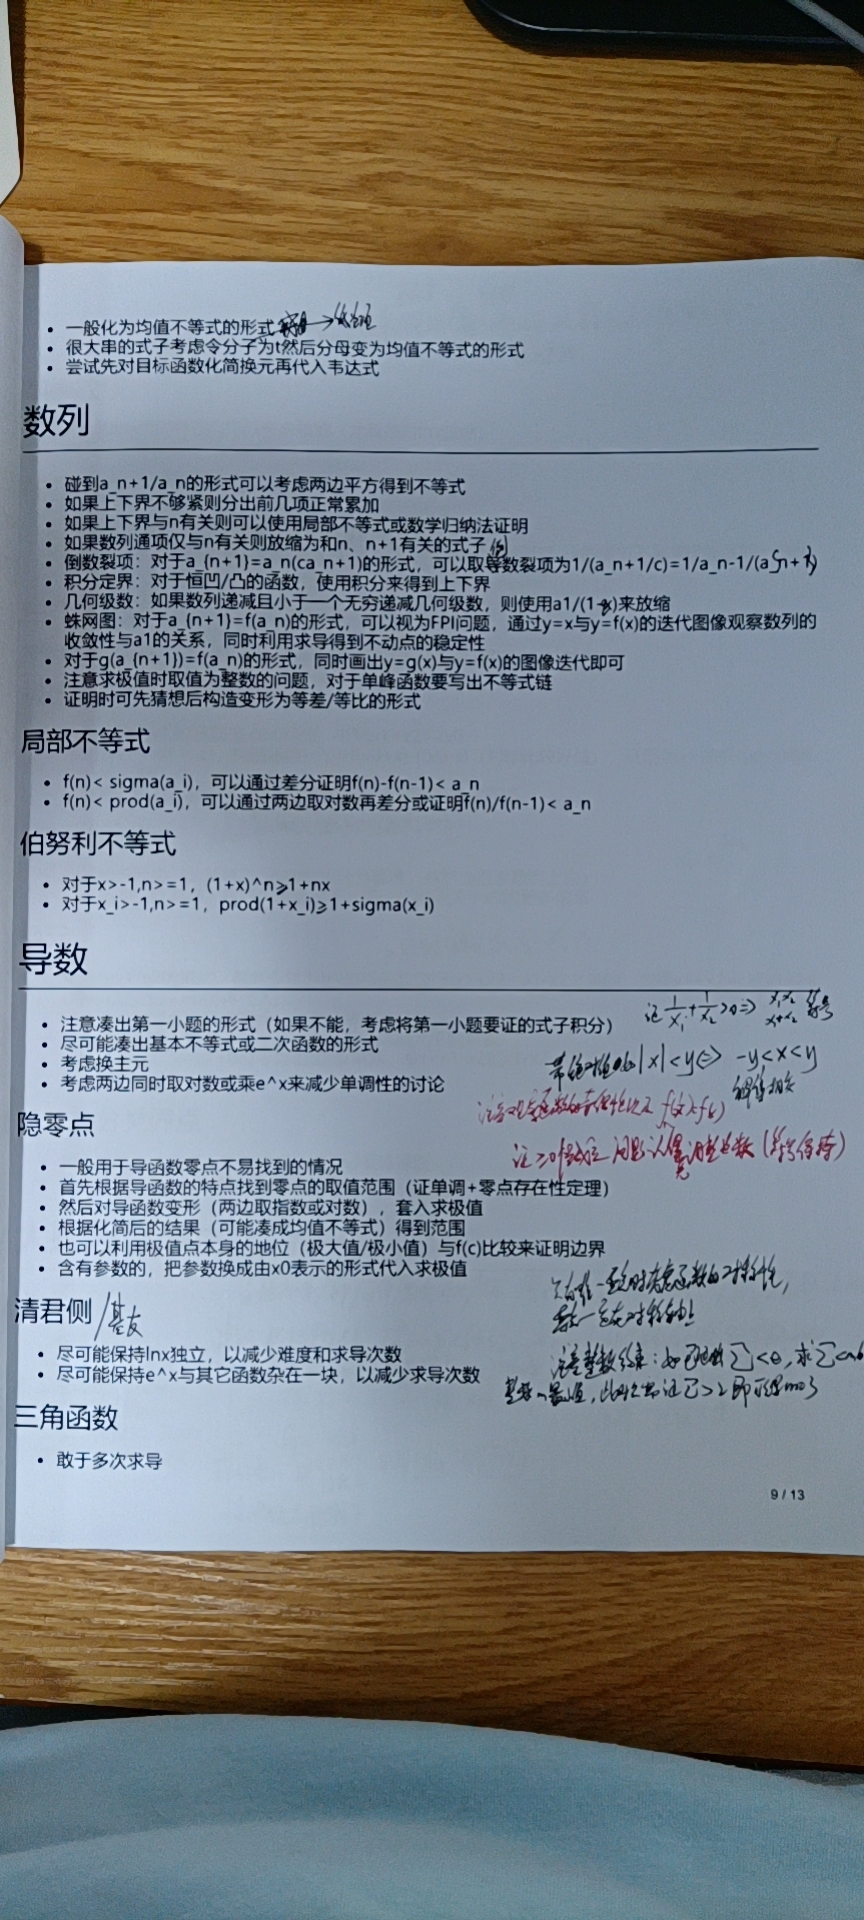 一般化为均值不等式的形式
很大串的式子考虑令分子为t然后分母变为均值不等式的形式
尝试先对目标函数化简换元再代入韦达式
数列
碰到a_n+1/a_n的形式可以考虑两边平方得到不等式
如果上下界不够紧则分出前几项正常累加
如果上下界与n有关则可以使用局部不等式或数学归纳法证明
如果数列通项仅与n有关则放缩为和n、n+1有关的式子
倒数裂项：对于a_{n+1}=a_n(ca_n+1)的形式，可以取等数裂项为1/(a_n+1/c)=1/a_n-1/(a_{n+1})
积分定界：对于恒凹/凸的函数，使用积分来得到上下界
几何级数：如果数列递减且小于一个无穷递减几何级数，则使用a1/(1-)来放缩
蛛网图：对于a_{n+1}=f(a_n)的形式，可以视为FPI问题，通过y=x与y=f(x)的迭代图像观察数列的
收敛性与a1的关系，同时利用求导得到不动点的稳定性
对于g(a_{n+1})=f(a_n)的形式，同时画出y=g(x)与y=f(x)的图像迭代即可
注意求极值时取值为整数的问题，对于单峰函数要写出不等式链
证明时可先猜想后构造变形为等差/等比的形式
局部不等式
f(n)< sigma(a_i)，可以通过差分证明f(n)-f(n-1)< a_n
f(n)< prod(a_i)，可以通过两边取对数再差分或证明f(n)/f(n-1)< a_n
伯努利不等式
对于x>-1,n>=1，(1+x)^n⩾1+nx
对于x_i>-1,n>=1，prod(1+x_i)⩾1+sigma(x_i)
导数
注意凑出第一小题的形式（如果不能，考虑将第一小题要证的式子积分）
证 1/x₁+1/x₂>0 ⇒ x₁x₂ x₁+x₂
尽可能凑出基本不等式或二次函数的形式
|x|<y ⇔ -y<x<y
考虑换主元
考虑两边同时取对数或乘e^x来减少单调性的讨论
隐零点
一般用于导函数零点不易找到的情况
首先根据导函数的特点找到零点的取值范围（证单调+零点存在性定理）
然后对导函数变形（两边取指数或对数），套入求极值
根据化简后的结果（可能凑成均值不等式）得到范围
也可以利用极值点本身的地位（极大值/极小值）与f(c)比较来证明边界
含有参数的，把参数换成由x0表示的形式代入求极值
清君侧/基友
尽可能保持lnx独立，以减少难度和求导次数
尽可能保持e^x与其它函数杂在一块，以减少求导次数
三角函数
敢于多次求导
9 / 13